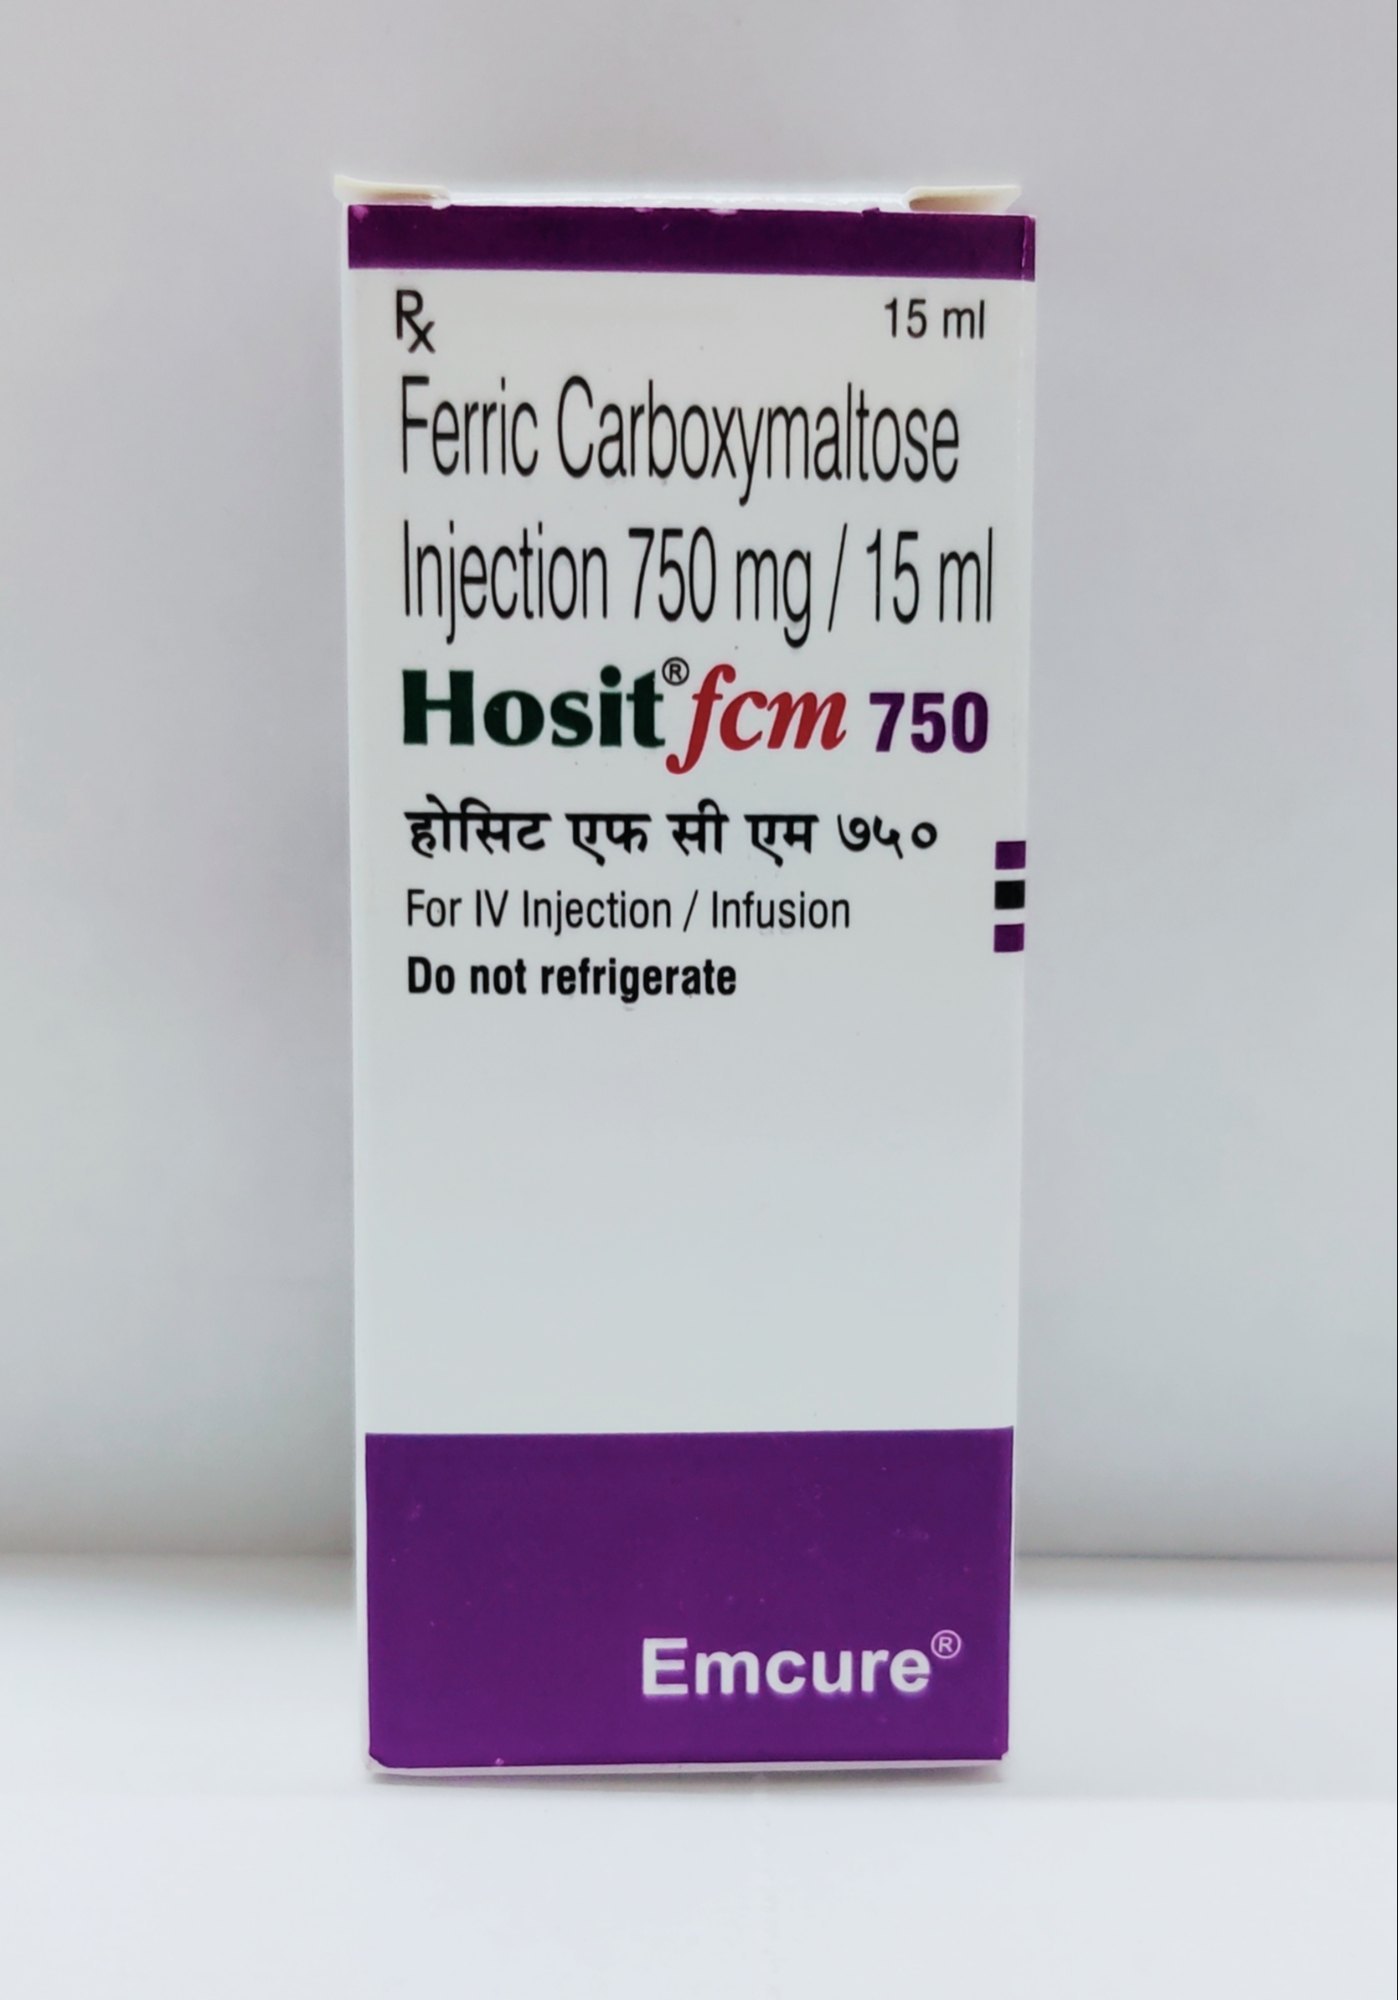 Rx 15 ml
Ferric Carboxymaltose
Injection 750 mg / 15 ml
Hosit® fcm 750
होसिट एफ सी एम ७५०
For IV Injection / Infusion
Do not refrigerate
Emcure®